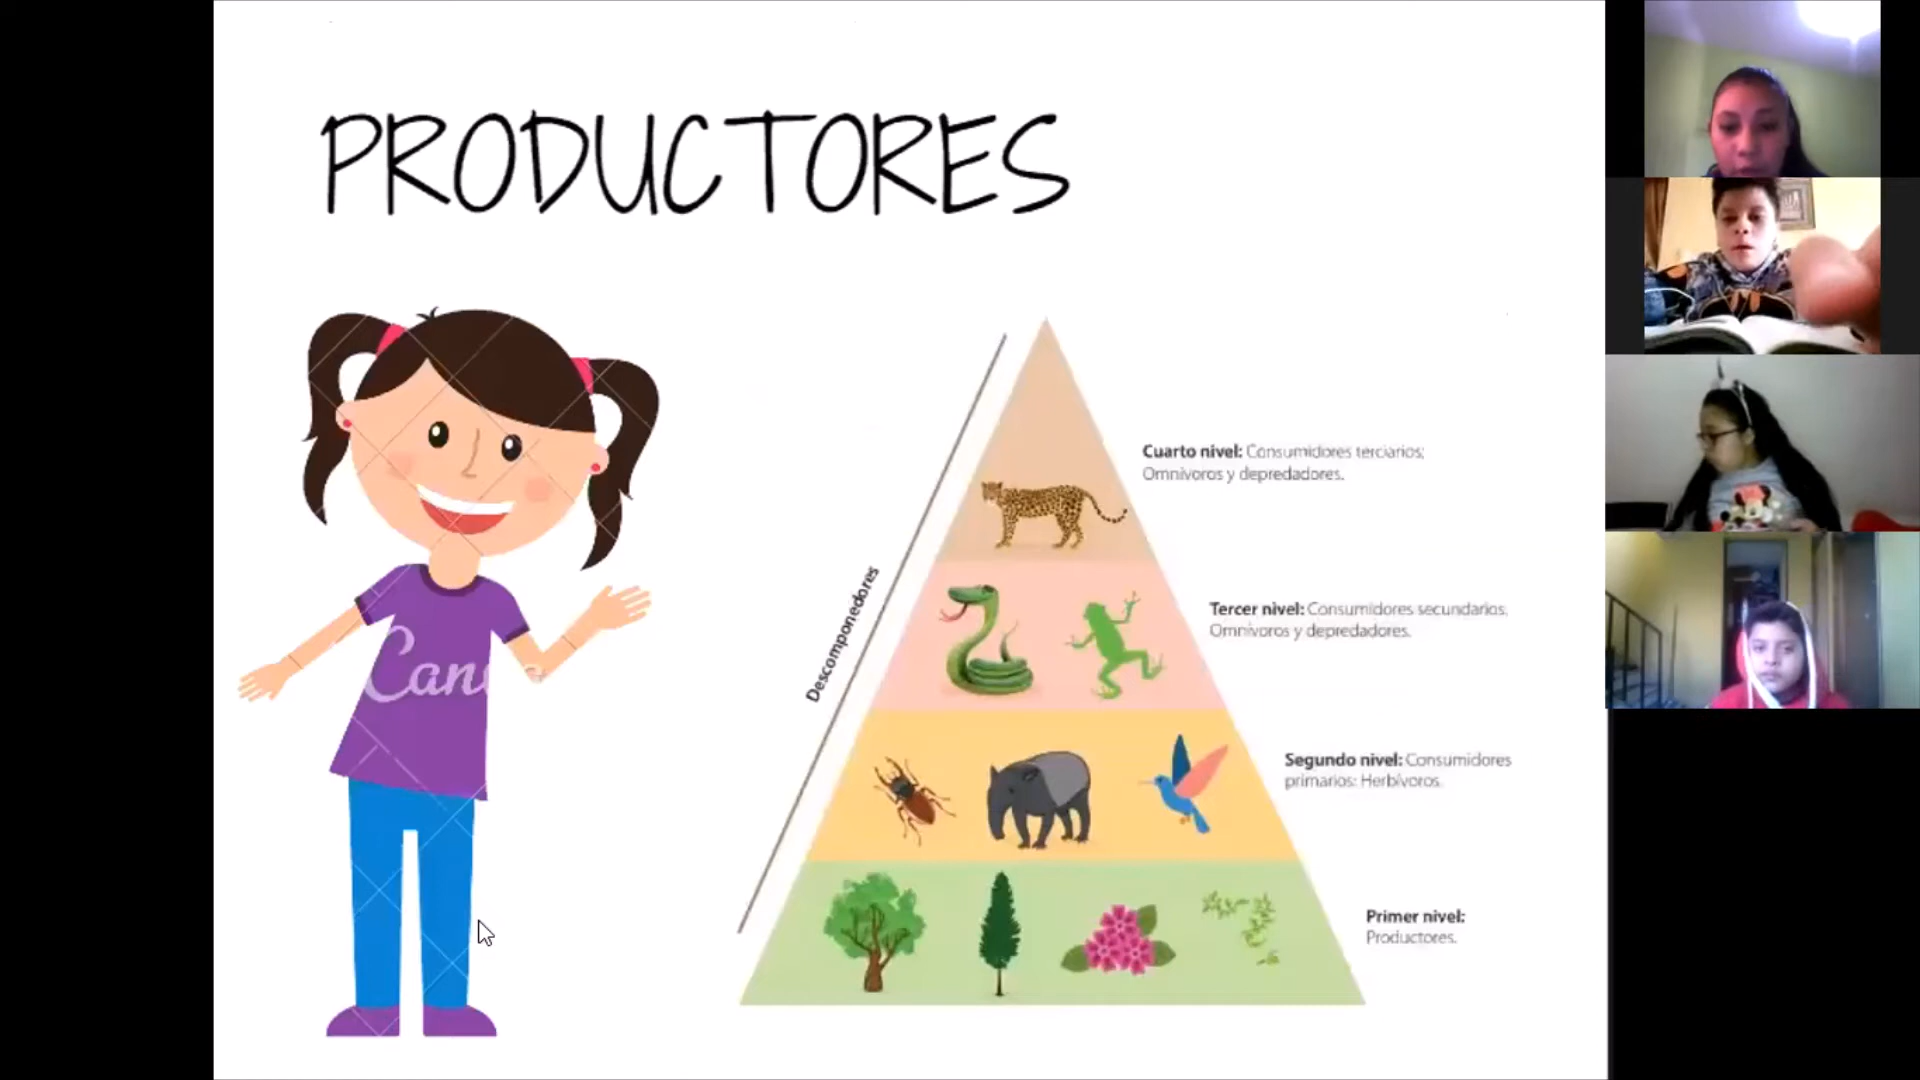 PRODUCTORES
Cuarto nivel: Consumidores terciarios;
Omnívoros y depredadores.
Descomponedores
Tercer nivel: Consumidores secundarios.
Omnívoros y depredadores.
Canva
Segundo nivel: Consumidores
primarios: Herbívoros.
Primer nivel:
Productores.